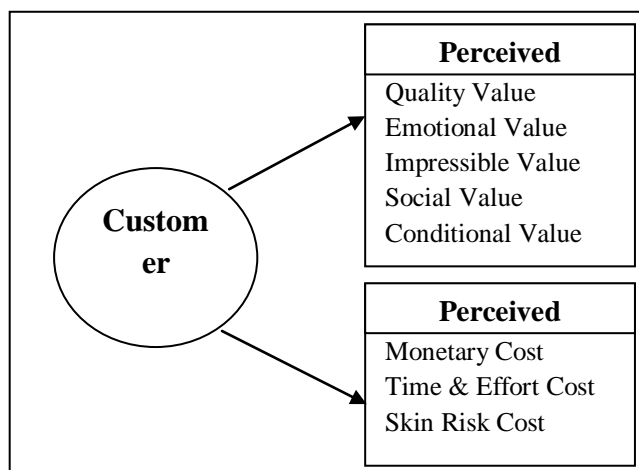 Perceived
Quality Value
Emotional Value
Impressible Value
Social Value
Conditional Value
Custom
er
Perceived
Monetary Cost
Time & Effort Cost
Skin Risk Cost